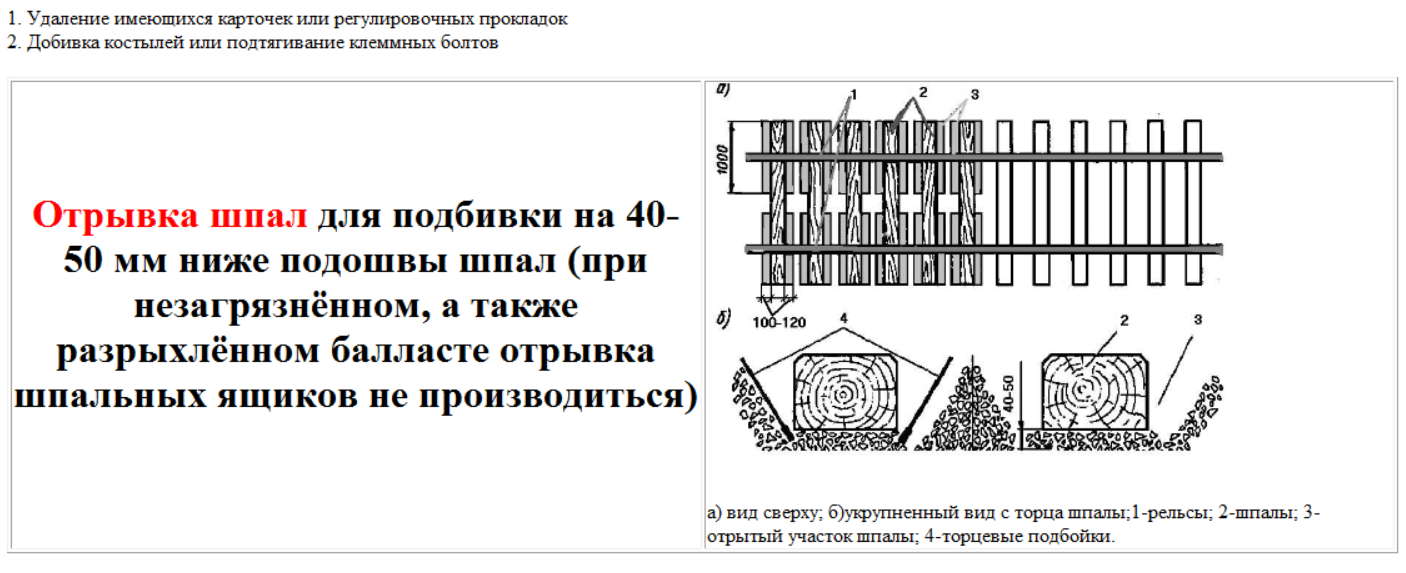 1. Удаление имеющихся карточек или регулировочных прокладок
2. Добивка костылей или подтягивание клеммных болтов
Отрывка шпал для подбивки на 40-
50 мм ниже подошвы шпал (при
незагрязнённом, а также
разрыхлённом балласте отрывка
шпальных ящиков не производиться)
а)
1 2 3
1000
100-120
б)
4 2 3
40-50
а) вид сверху; б)укрупненный вид с торца шпалы;1-рельсы; 2-шпалы; 3-
отрытый участок шпалы; 4-торцевые подбойки.